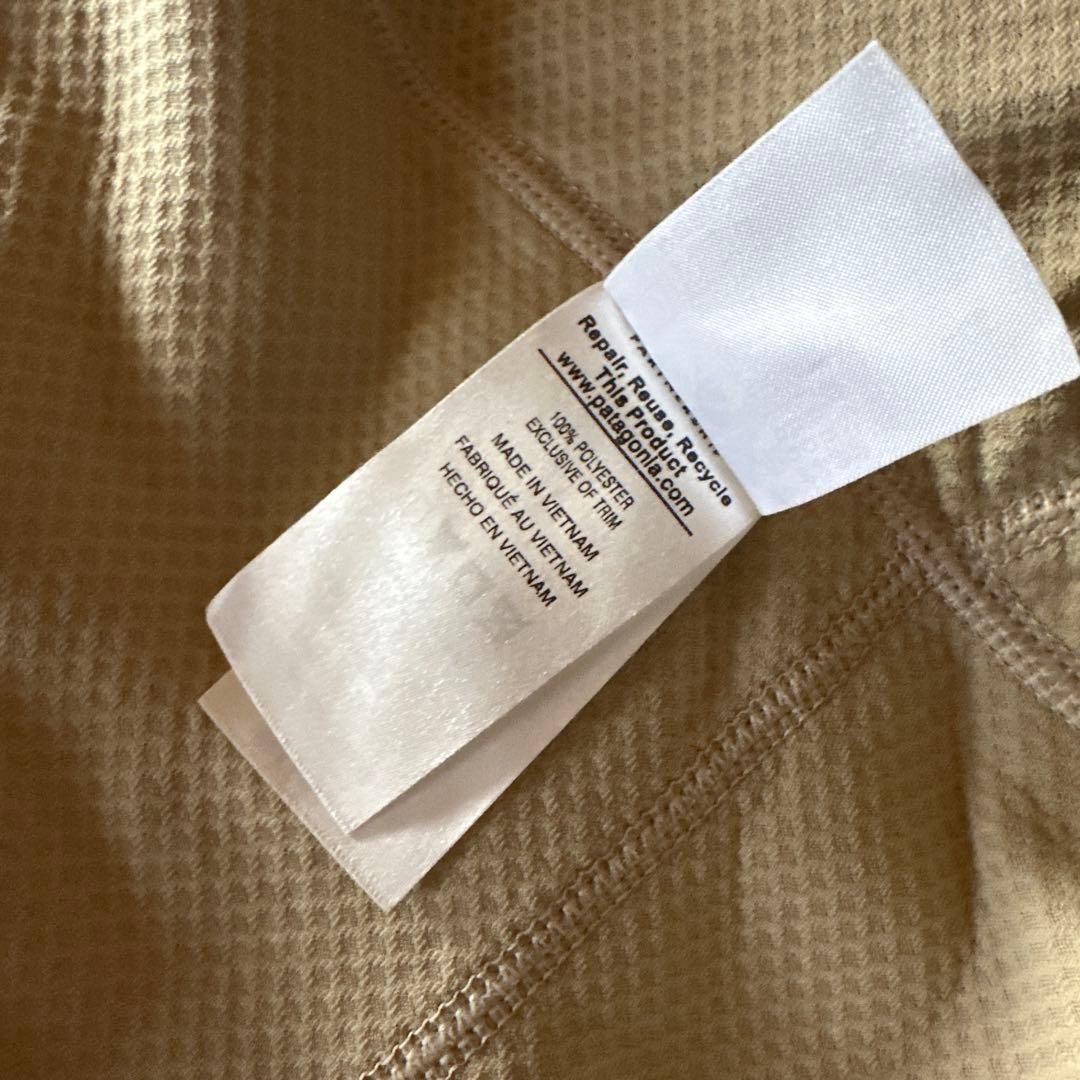 Repair, Reuse, Recycle
This Product
www.patagonia.com
100% POLYESTER
EXCLUSIVE OF TRIM
MADE IN VIETNAM
FABRIQUÉ AU VIETNAM
HECHO EN VIETNAM